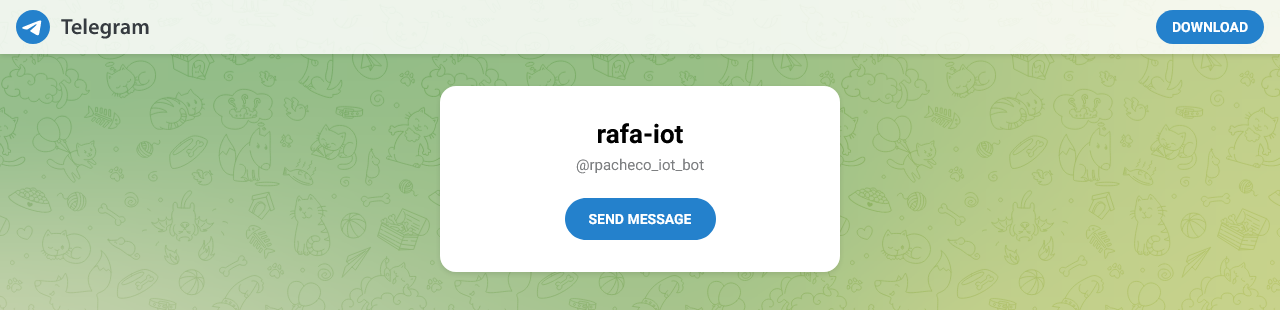 Telegram
DOWNLOAD
rafa-iot
@rpacheco_iot_bot
SEND MESSAGE